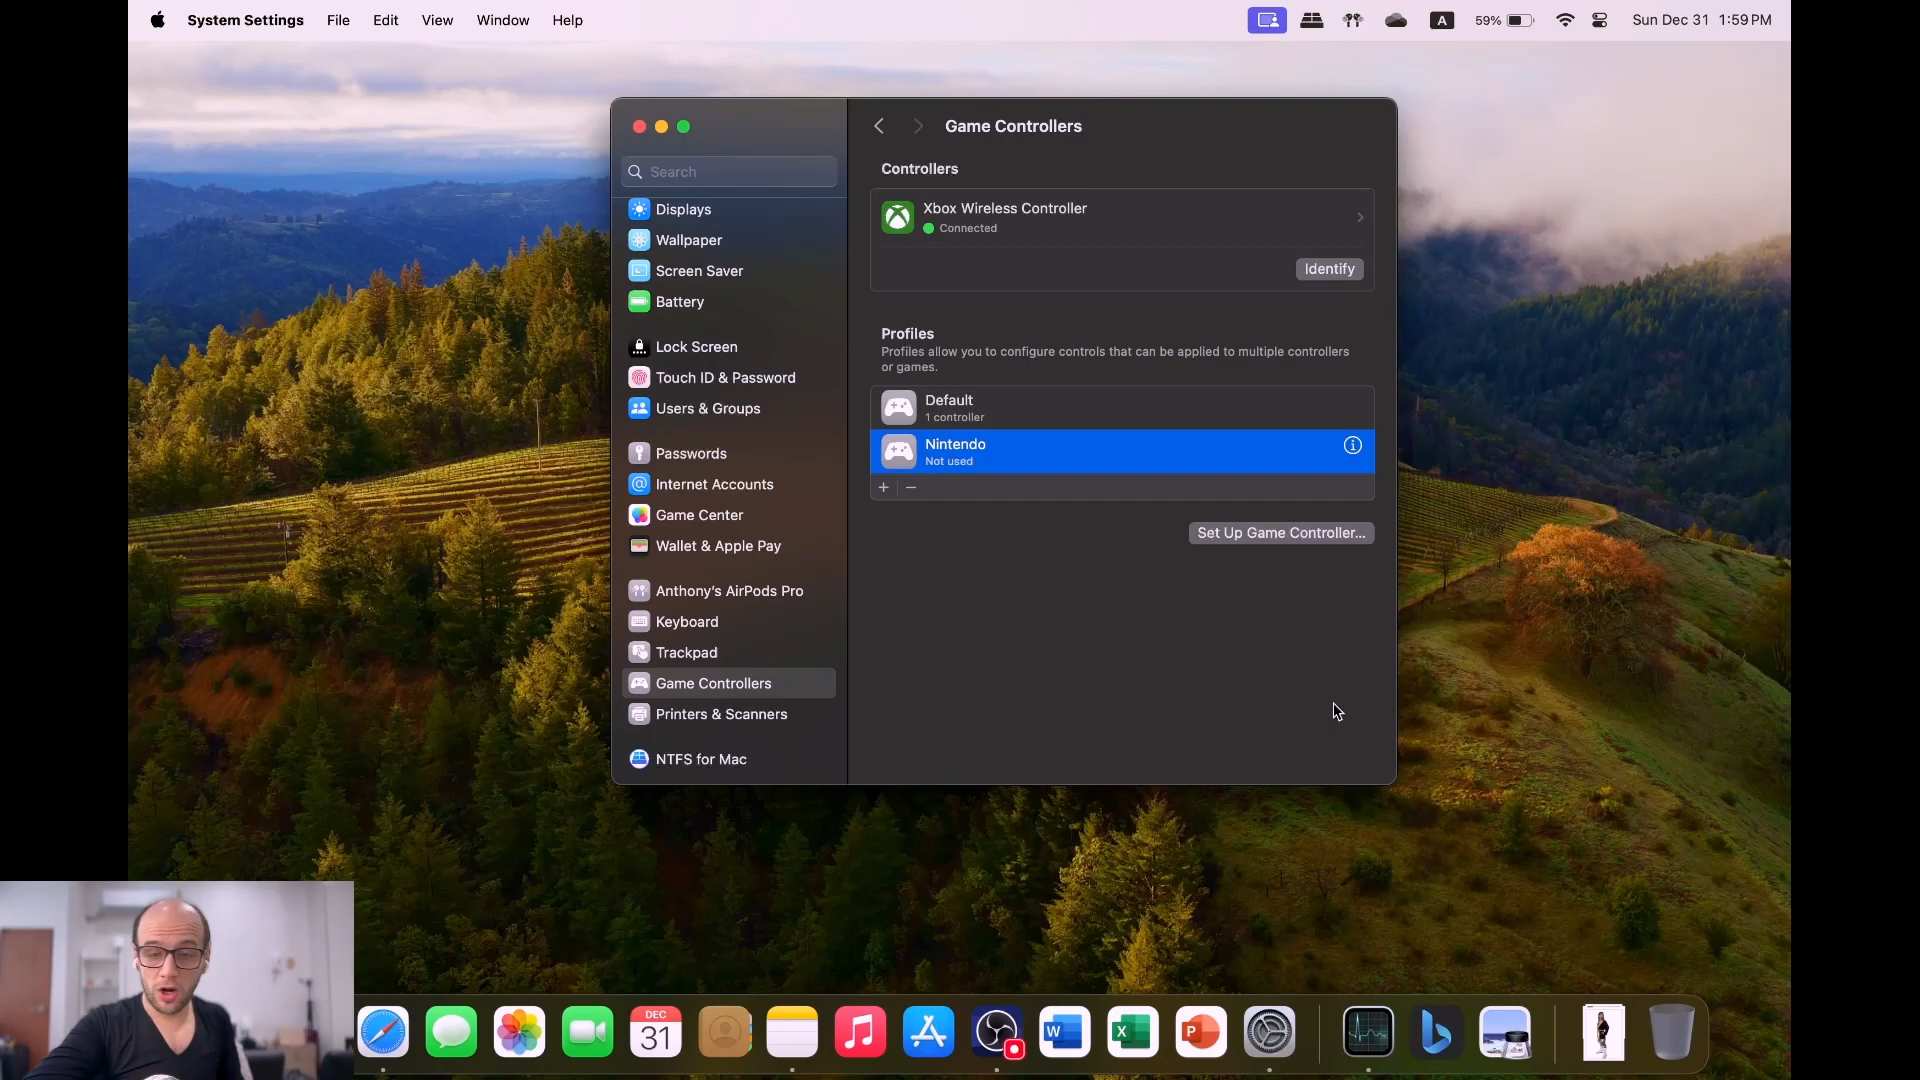 System Settings File Edit View Window Help
A 59% Sun Dec 31 1:59 PM
Search
Displays
Wallpaper
Screen Saver
Battery
Lock Screen
Touch ID & Password
Users & Groups
Passwords
Internet Accounts
Game Center
Wallet & Apple Pay
Anthony's AirPods Pro
Keyboard
Trackpad
Game Controllers
Printers & Scanners
NTFS for Mac
Game Controllers
Controllers
Xbox Wireless Controller
Connected
Identify
Profiles
Profiles allow you to configure controls that can be applied to multiple controllers
or games.
Default
1 controller
Nintendo
Not used
+ −
Set Up Game Controller...
DEC
31
W
X
P